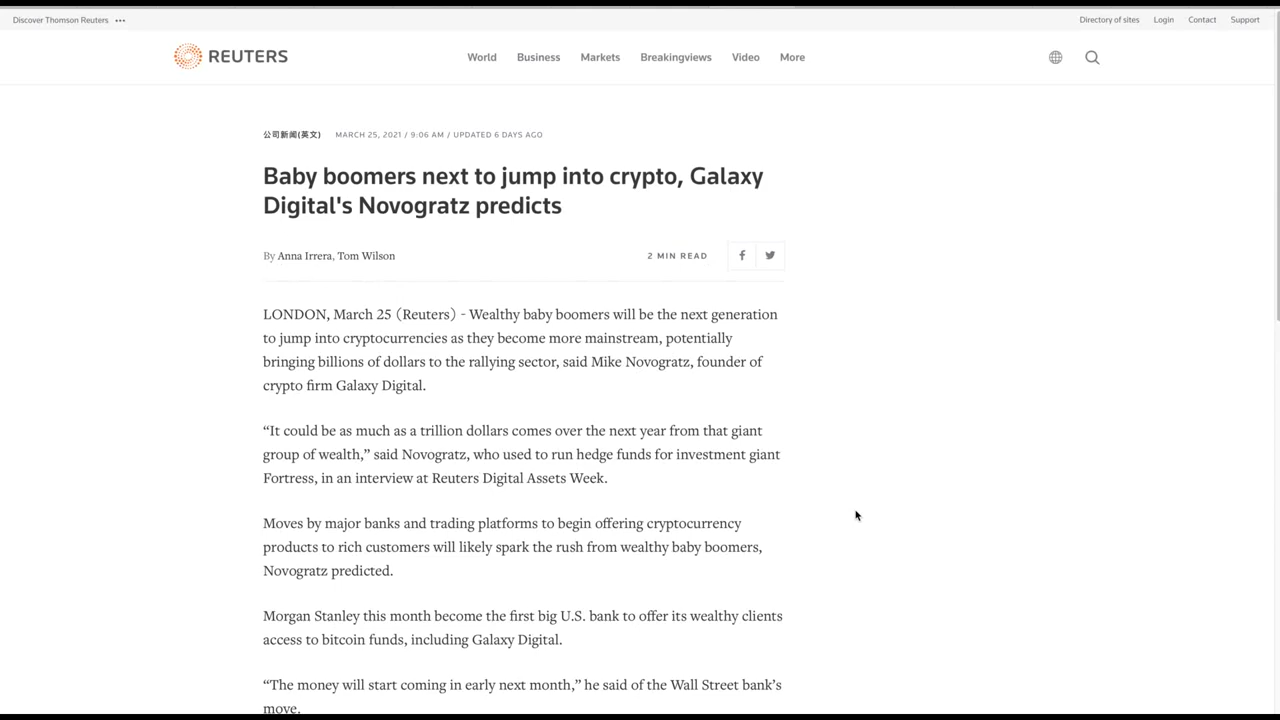 Discover Thomson Reuters •••
Directory of sites Login Contact Support
REUTERS
World Business Markets Breakingviews Video More
公司新闻(英文) MARCH 25, 2021 / 9:06 AM / UPDATED 6 DAYS AGO
Baby boomers next to jump into crypto, Galaxy
Digital's Novogratz predicts
By Anna Irrera, Tom Wilson
2 MIN READ
LONDON, March 25 (Reuters) - Wealthy baby boomers will be the next generation
to jump into cryptocurrencies as they become more mainstream, potentially
bringing billions of dollars to the rallying sector, said Mike Novogratz, founder of
crypto firm Galaxy Digital.
“It could be as much as a trillion dollars comes over the next year from that giant
group of wealth,” said Novogratz, who used to run hedge funds for investment giant
Fortress, in an interview at Reuters Digital Assets Week.
Moves by major banks and trading platforms to begin offering cryptocurrency
products to rich customers will likely spark the rush from wealthy baby boomers,
Novogratz predicted.
Morgan Stanley this month become the first big U.S. bank to offer its wealthy clients
access to bitcoin funds, including Galaxy Digital.
“The money will start coming in early next month,” he said of the Wall Street bank’s
move.